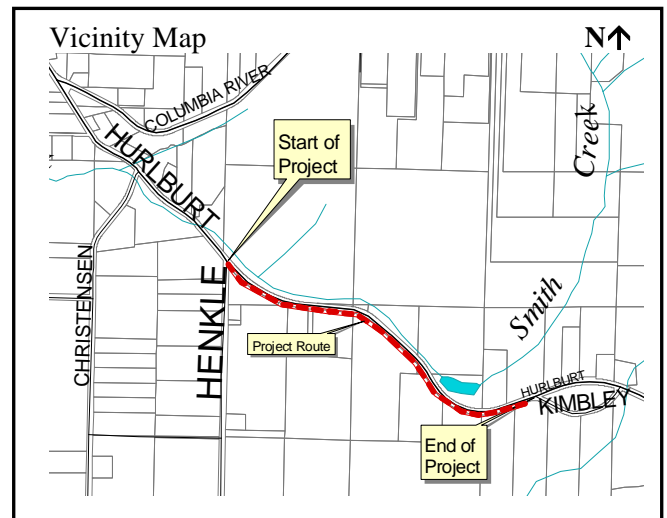 Vicinity Map
N↑
COLUMBIA RIVER
HURLBURT
Start of
Project
Creek
CHRISTENSEN
HENKLE
Smith
Project Route
HURLBURT
KIMBLEY
End of
Project